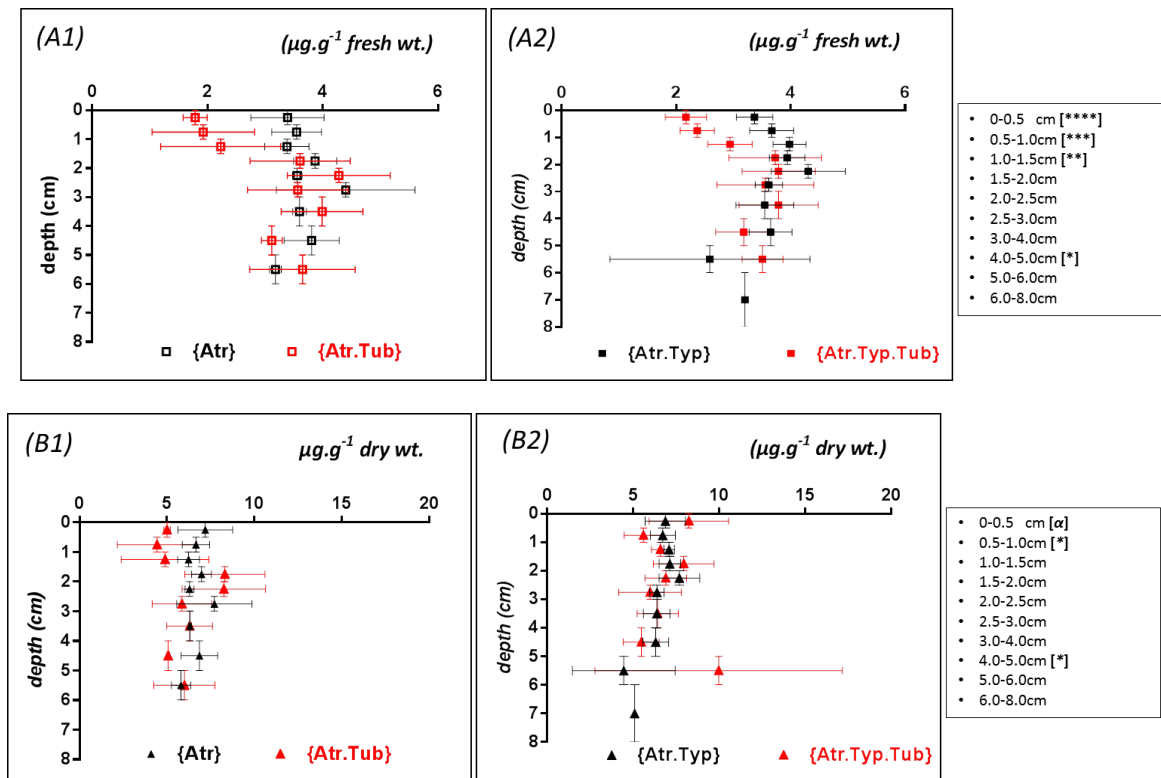 (A1)
(µg.g⁻¹ fresh wt.)
0 2 4 6
0
1
2
3
4
5
6
7
8
depth (cm)
{Atr} {Atr.Tub}
(A2)
(µg.g⁻¹ fresh wt.)
0 2 4 6
0
1
2
3
4
5
6
7
8
depth (cm)
{Atr.Typ} {Atr.Typ.Tub}
• 0-0.5 cm [****]
• 0.5-1.0cm [***]
• 1.0-1.5cm [**]
• 1.5-2.0cm
• 2.0-2.5cm
• 2.5-3.0cm
• 3.0-4.0cm
• 4.0-5.0cm [*]
• 5.0-6.0cm
• 6.0-8.0cm
(B1)
µg.g⁻¹ dry wt.
0 5 10 15 20
0
1
2
3
4
5
6
7
8
depth (cm)
{Atr} {Atr.Tub}
(B2)
(µg.g⁻¹ dry wt.)
0 5 10 15 20
0
1
2
3
4
5
6
7
8
depth (cm)
{Atr.Typ} {Atr.Typ.Tub}
• 0-0.5 cm [α]
• 0.5-1.0cm [*]
• 1.0-1.5cm
• 1.5-2.0cm
• 2.0-2.5cm
• 2.5-3.0cm
• 3.0-4.0cm
• 4.0-5.0cm [*]
• 5.0-6.0cm
• 6.0-8.0cm